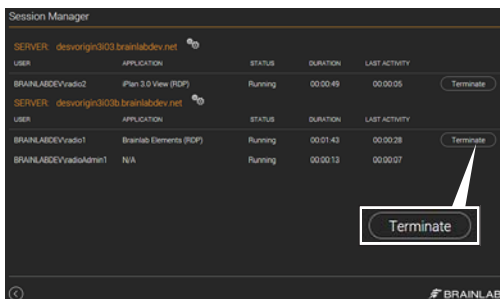 Session Manager
SERVER: desvorigin3i03.brainlabdev.net
USER APPLICATION STATUS DURATION LAST ACTIVITY
BRAINLABDEV\radio2 iPlan 3.0 View (RDP) Running 00:00:49 00:00:05 Terminate
SERVER: desvorigin3i03b.brainlabdev.net
USER APPLICATION STATUS DURATION LAST ACTIVITY
BRAINLABDEV\radio1 Brainlab Elements (RDP) Running 00:01:43 00:00:28 Terminate
BRAINLABDEV\radioAdmin1 N/A Running 00:00:13 00:00:07
Terminate
BRAINLAB